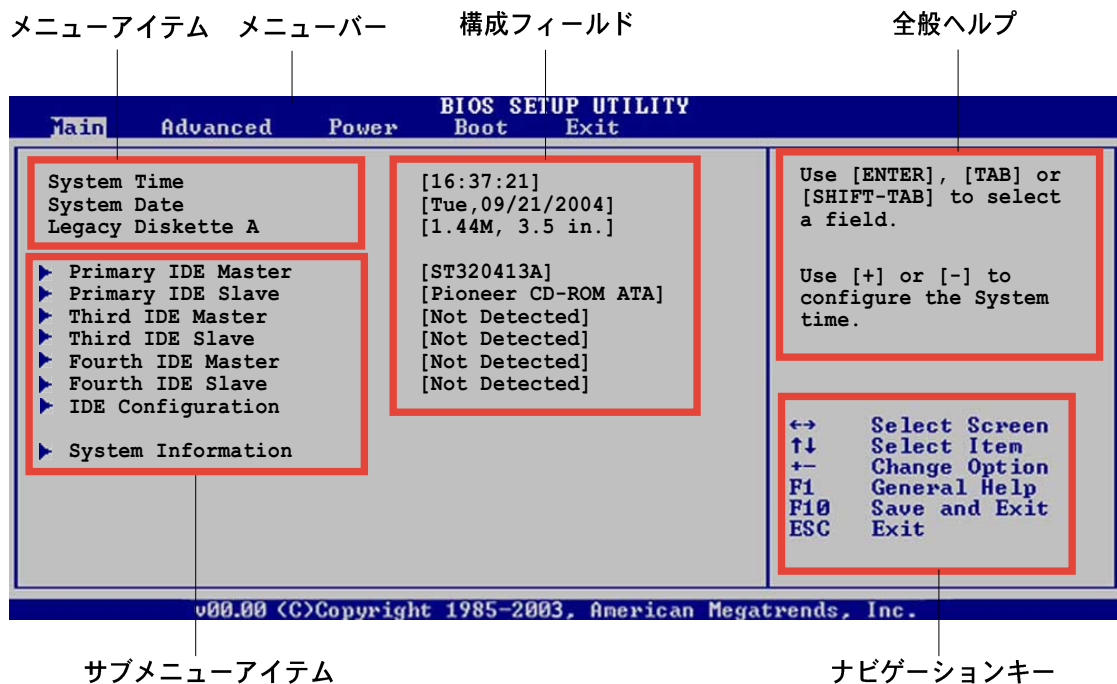 メニューアイテム メニューバー 構成フィールド 全般ヘルプ
BIOS SETUP UTILITY
Main Advanced Power Boot Exit
System Time [16:37:21]
System Date [Tue,09/21/2004]
Legacy Diskette A [1.44M, 3.5 in.]
Primary IDE Master [ST320413A]
Primary IDE Slave [Pioneer CD-ROM ATA]
Third IDE Master [Not Detected]
Third IDE Slave [Not Detected]
Fourth IDE Master [Not Detected]
Fourth IDE Slave [Not Detected]
IDE Configuration
System Information
Use [ENTER], [TAB] or
[SHIFT-TAB] to select
a field.
Use [+] or [-] to
configure the System
time.
←→ Select Screen
↑↓ Select Item
+- Change Option
F1 General Help
F10 Save and Exit
ESC Exit
v00.00 (C)Copyright 1985-2003, American Megatrends, Inc.
サブメニューアイテム ナビゲーションキー